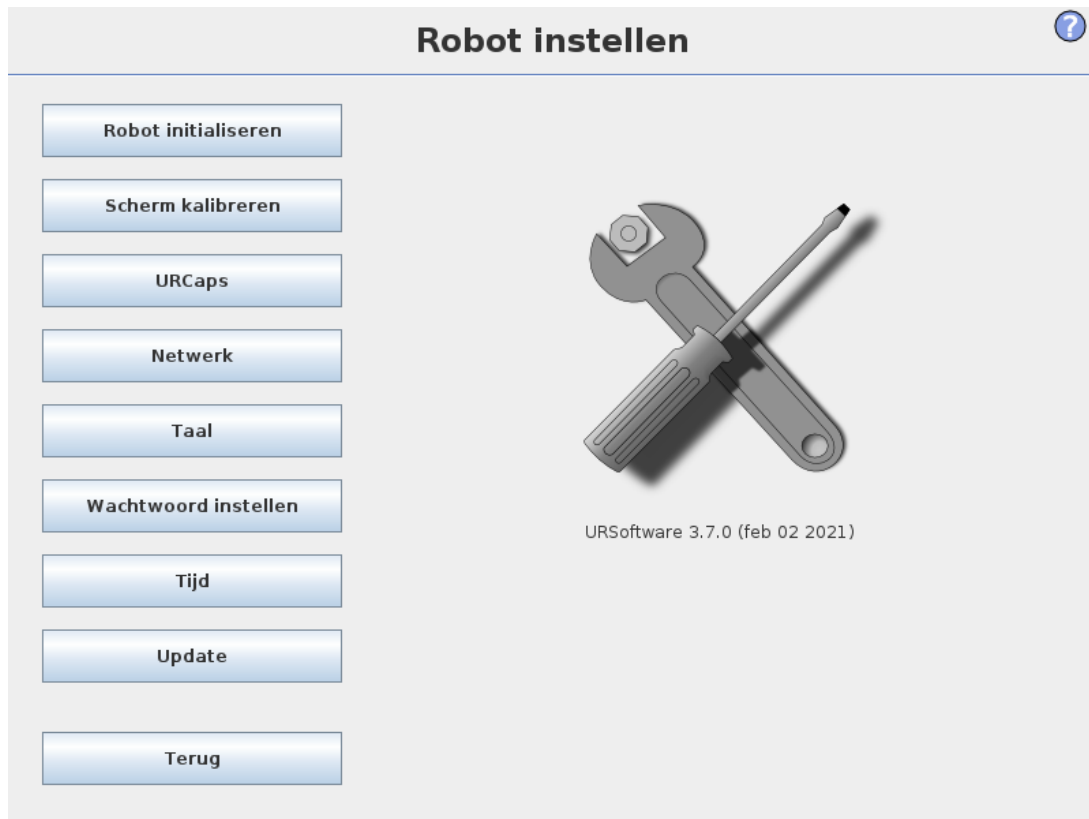 Robot instellen
?
Robot initialiseren
Scherm kalibreren
URCaps
Netwerk
Taal
Wachtwoord instellen
Tijd
Update
Terug
URSoftware 3.7.0 (feb 02 2021)